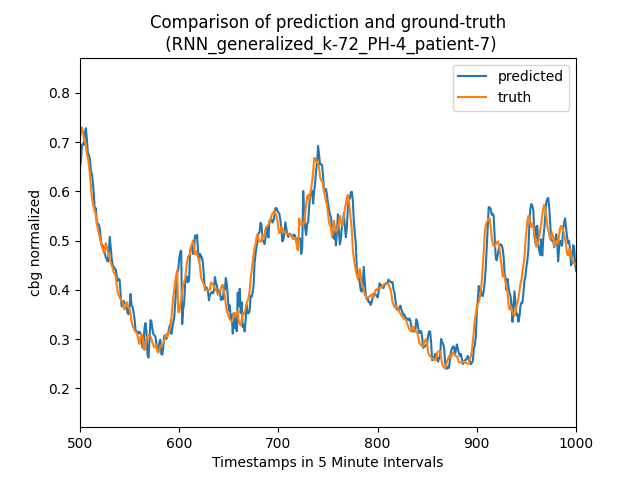 Comparison of prediction and ground-truth
(RNN_generalized_k-72_PH-4_patient-7)
predicted
truth
cbg normalized
0.8
0.7
0.6
0.5
0.4
0.3
0.2
500 600 700 800 900 1000
Timestamps in 5 Minute Intervals